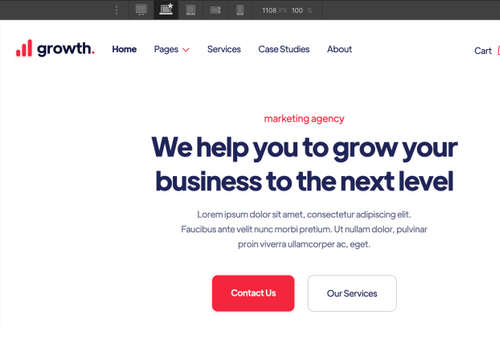 1108 PX 100 %
growth.
Home Pages Services Case Studies About
Cart
marketing agency
We help you to grow your
business to the next level
Lorem ipsum dolor sit amet, consectetur adipiscing elit.
Faucibus ante velit nunc morbi pretium. Ut nullam dolor, pulvinar
proin viverra ullamcorper ac, eget.
Contact Us
Our Services